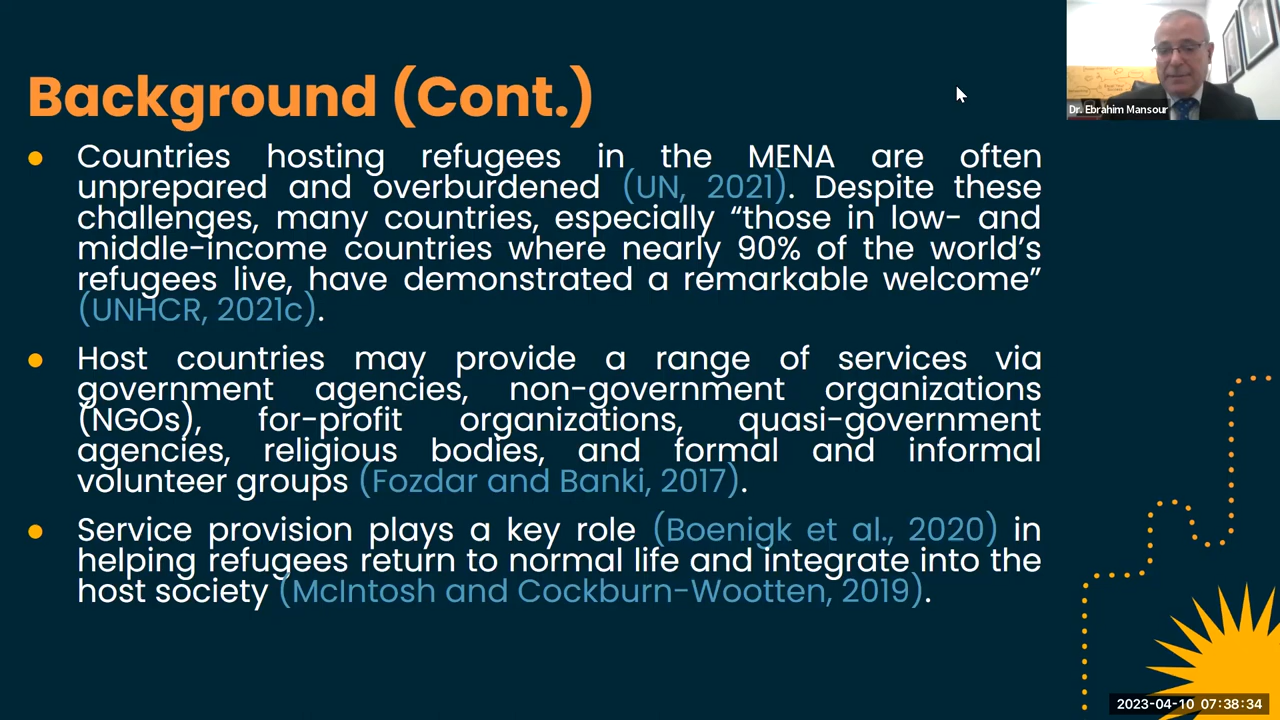 Background (Cont.)
Dr. Ebrahim Mansour
Countries hosting refugees in the MENA are often
unprepared and overburdened (UN, 2021). Despite these
challenges, many countries, especially “those in low- and
middle-income countries where nearly 90% of the world’s
refugees live, have demonstrated a remarkable welcome”
(UNHCR, 2021c).
Host countries may provide a range of services via
government agencies, non-government organizations
(NGOs), for-profit organizations, quasi-government
agencies, religious bodies, and formal and informal
volunteer groups (Fozdar and Banki, 2017).
Service provision plays a key role (Boenigk et al., 2020) in
helping refugees return to normal life and integrate into the
host society (McIntosh and Cockburn-Wootten, 2019).
2023-04-10 07:38:34